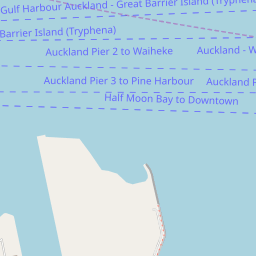 Gulf Harbour Auckland - Great Barrier Island (Tryphena
Barrier Island (Tryphena)
Auckland Pier 2 to Waiheke
Auckland - W
Auckland Pier 3 to Pine Harbour
Auckland P
Half Moon Bay to Downtown